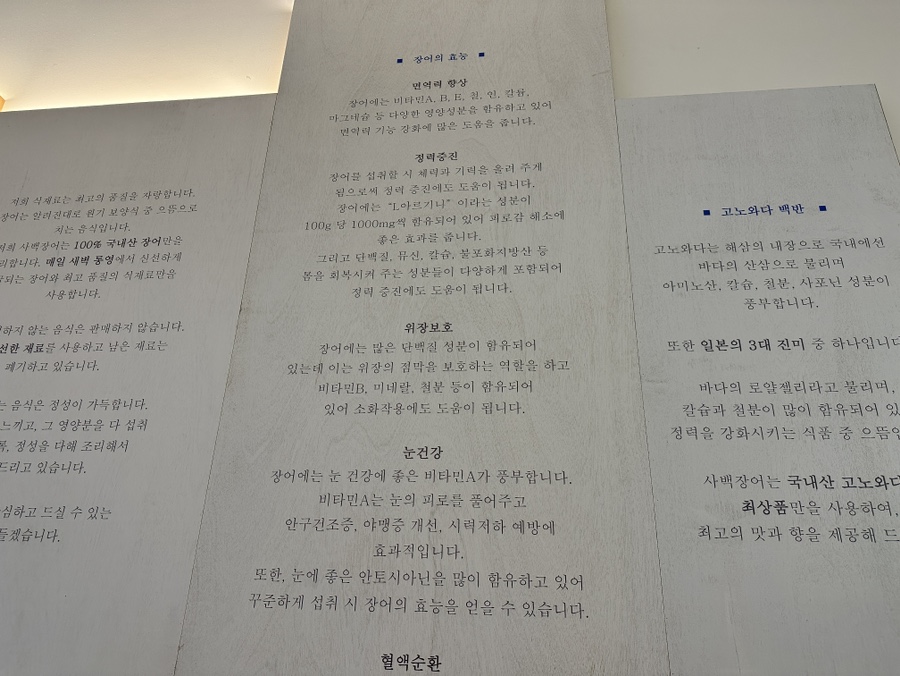 저희 식재료는 최고의 품질을 자랑합니다.
장어는 알려진대로 원기 보양식 중 으뜸으로
치는 음식입니다.
저희 사백장어는 100% 국내산 장어만을
매일 새벽 통영에서 신선하게
장어와 최고 품질의 식재료만을
사용합니다.
않는 음식은 판매하지 않습니다.
재료를 사용하고 남은 재료는
폐기하고 있습니다.
음식은 정성이 가득합니다.
느끼고, 그 영양분을 다 섭취
정성을 다해 조리해서
드리고 있습니다.
드실 수 있는
■ 장어의 효능 ■
면역력 향상
장어에는 비타민A, B, E, 철, 인, 칼륨,
마그네슘 등 다양한 영양성분을 함유하고 있어
면역력 기능 강화에 많은 도움을 줍니다.
정력증진
장어를 섭취할 시 체력과 기력을 올려 주게
됨으로써 정력 증진에도 도움이 됩니다.
장어에는 "L아르기닌" 이라는 성분이
100g 당 1000mg씩 함유되어 있어 피로감 해소에
좋은 효과를 줍니다.
그리고 단백질, 뮤신, 칼슘, 불포화지방산 등
몸을 회복시켜 주는 성분들이 다양하게 포함되어
정력 증진에도 도움이 됩니다.
위장보호
장어에는 많은 단백질 성분이 함유되어
있는데 이는 위장의 점막을 보호하는 역할을 하고
비타민B, 미네랄, 철분 등이 함유되어
있어 소화작용에도 도움이 됩니다.
눈건강
장어에는 눈 건강에 좋은 비타민A가 풍부합니다.
비타민A는 눈의 피로를 풀어주고
안구건조증, 야맹증 개선, 시력저하 예방에
효과적입니다.
또한, 눈에 좋은 안토시아닌을 많이 함유하고 있어
꾸준하게 섭취 시 장어의 효능을 얻을 수 있습니다.
혈액순환
■ 고노와다 백반 ■
고노와다는 해삼의 내장으로 국내에선
바다의 산삼으로 불리며
아미노산, 칼슘, 철분, 사포닌 성분이
풍부합니다.
또한 일본의 3대 진미 중 하나입니다
바다의 로얄젤리라고 불리며,
칼슘과 철분이 많이 함유되어 있
정력을 강화시키는 식품 중 으뜸
사백장어는 국내산 고노와다
최상품만을 사용하여,
최고의 맛과 향을 제공해 드